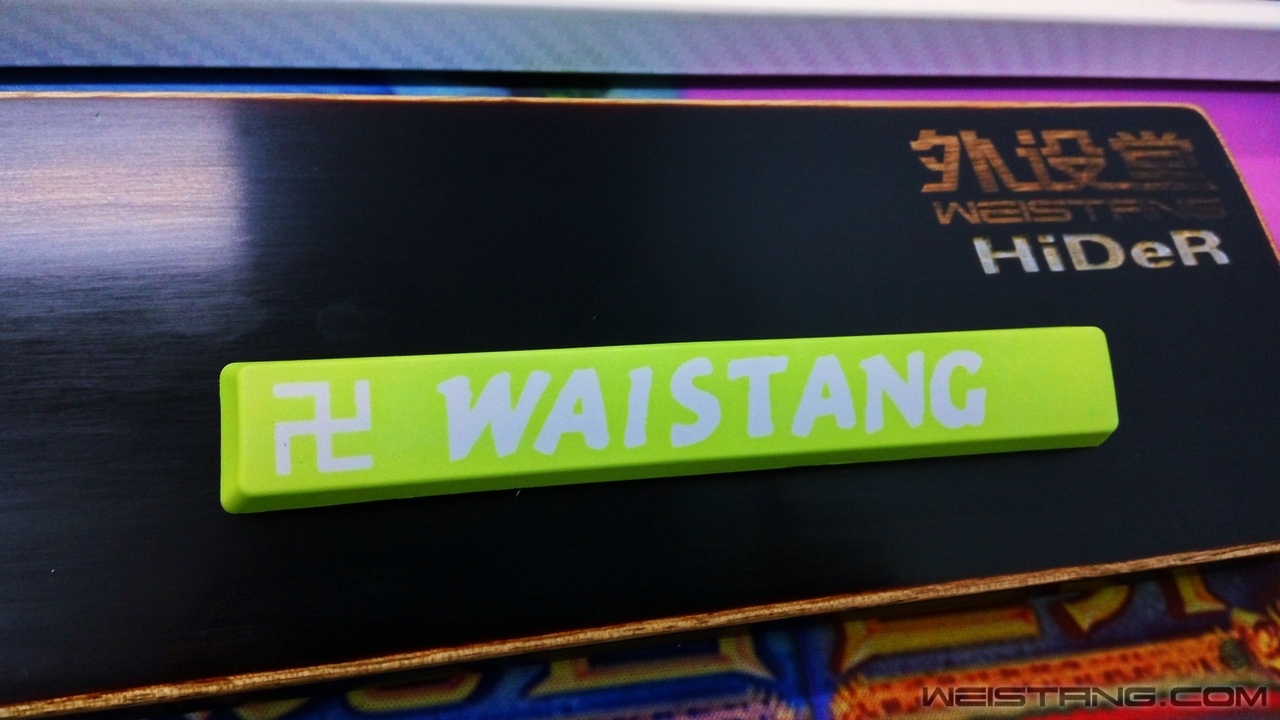 外设堂
WEISTANG
HiDeR
卍 WAISTANG
WEISTANG.COM